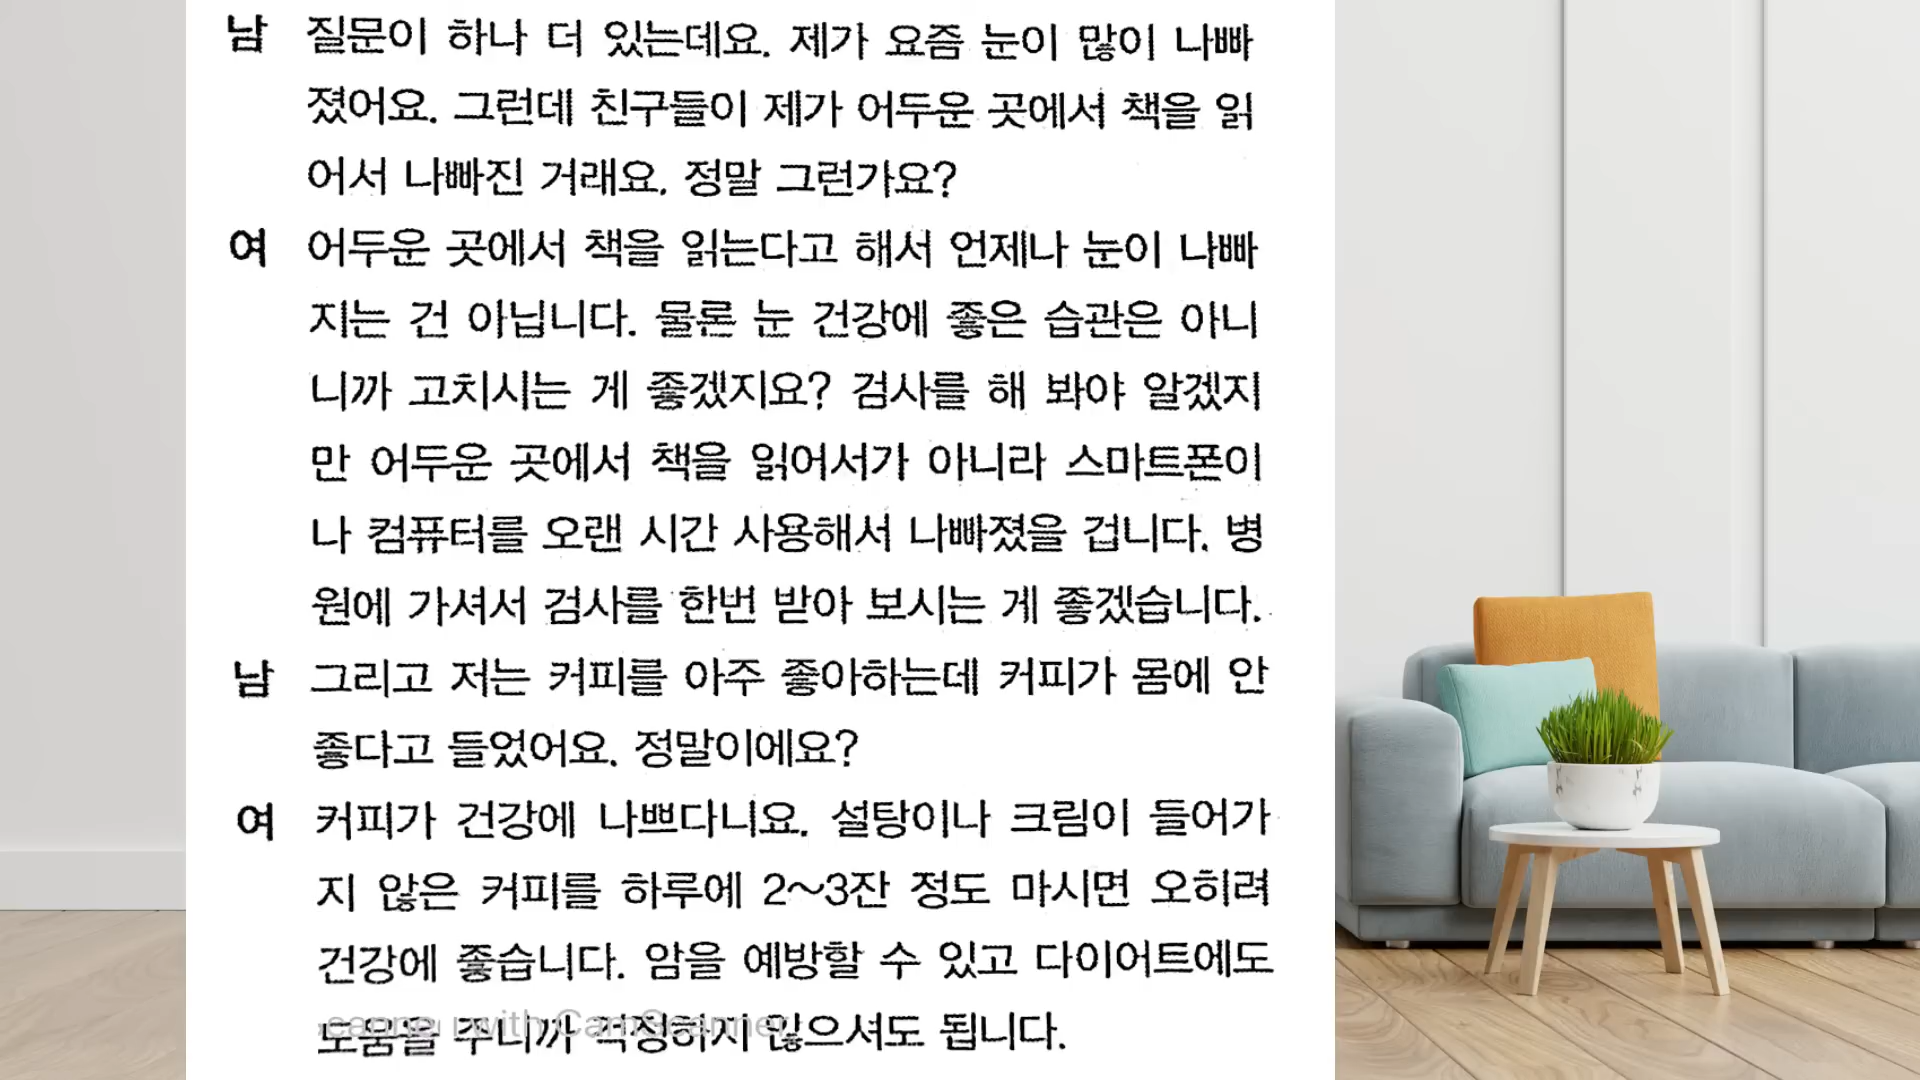 남 질문이 하나 더 있는데요. 제가 요즘 눈이 많이 나빠
졌어요. 그런데 친구들이 제가 어두운 곳에서 책을 읽
어서 나빠진 거래요. 정말 그런가요?
여 어두운 곳에서 책을 읽는다고 해서 언제나 눈이 나빠
지는 건 아닙니다. 물론 눈 건강에 좋은 습관은 아니
니까 고치시는 게 좋겠지요? 검사를 해 봐야 알겠지
만 어두운 곳에서 책을 읽어서가 아니라 스마트폰이
나 컴퓨터를 오랜 시간 사용해서 나빠졌을 겁니다. 병
원에 가셔서 검사를 한번 받아 보시는 게 좋겠습니다.
남 그리고 저는 커피를 아주 좋아하는데 커피가 몸에 안
좋다고 들었어요. 정말이에요?
여 커피가 건강에 나쁘다니요. 설탕이나 크림이 들어가
지 않은 커피를 하루에 2~3잔 정도 마시면 오히려
건강에 좋습니다. 암을 예방할 수 있고 다이어트에도
도움을 주니까 걱정하지 않으셔도 됩니다.
with CamScanner